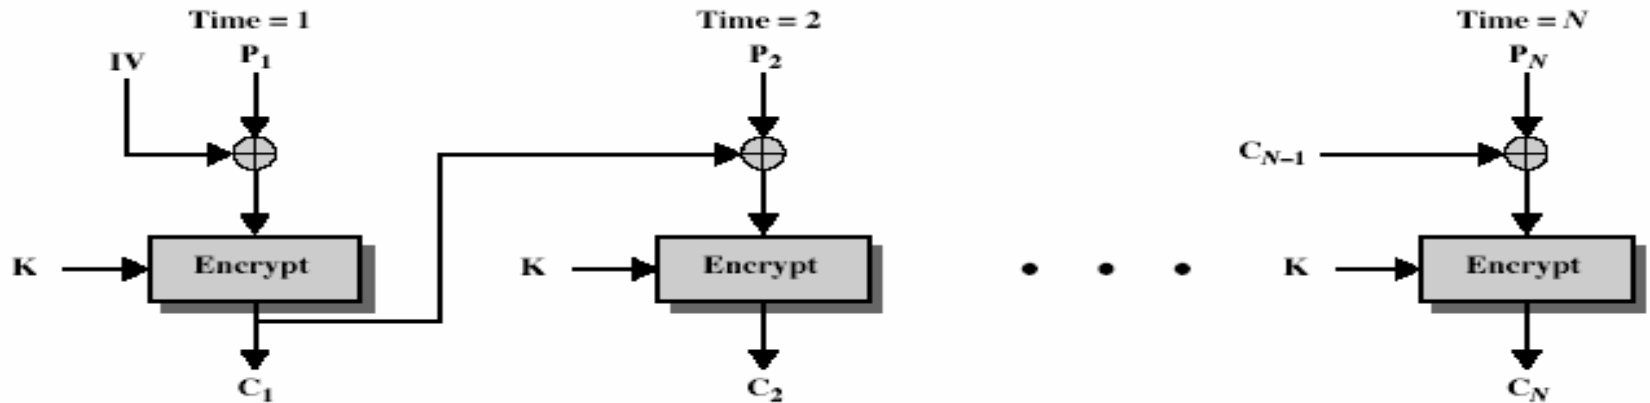 Time = 1 Time = 2 Time = N
IV P1 P2 PN
CN–1
K Encrypt K Encrypt K Encrypt
C1 C2 CN